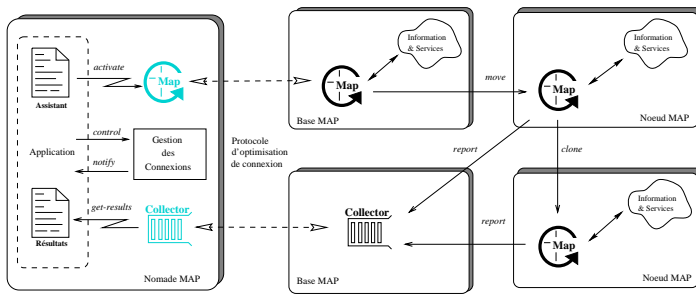 activate
Map
Assistant
control
Application
Gestion
des
Connexions
notify
get-results
Collector
Résultats
Nomade MAP
Protocole
d'optimisation
de connexion
Information
& Services
Map
Base MAP
move
Information
& Services
Map
Noeud MAP
report
clone
Collector
Base MAP
report
Information
& Services
Map
Noeud MAP